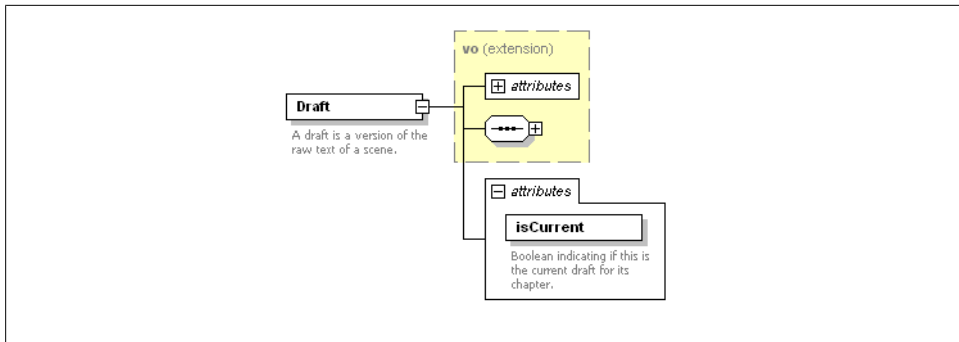 vo (extension)
attributes
Draft
A draft is a version of the
raw text of a scene.
attributes
isCurrent
Boolean indicating if this is
the current draft for its
chapter.